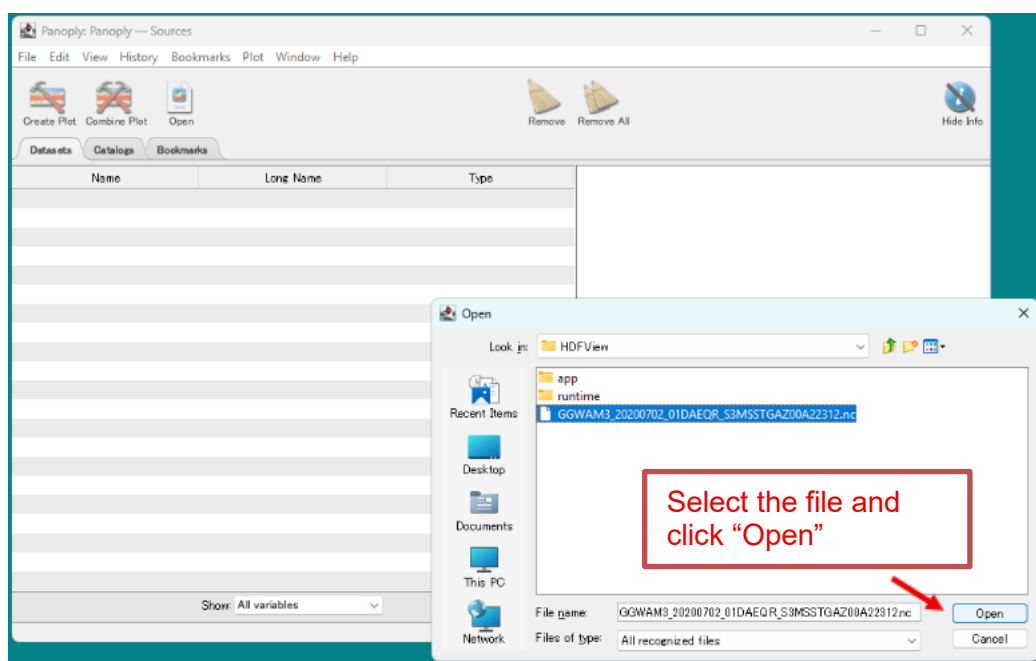 Panoply: Panoply — Sources
File Edit View History Bookmarks Plot Window Help
Create Plot Combine Plot Open Remove Remove All Hide Info
Datasets Catalogs Bookmarks
Name Long Name Type
Open
Look in: HDFView
app
runtime
GGWAM3_20200702_01DAEQR_S3MSSTGAZ00A22312.nc
Recent Items
Desktop
Documents
This PC
Network
Select the file and
click “Open”
Show: All variables
File name: GGWAM3_20200702_01DAEQR_S3MSSTGAZ00A22312.nc Open
Files of type: All recognized files Cancel